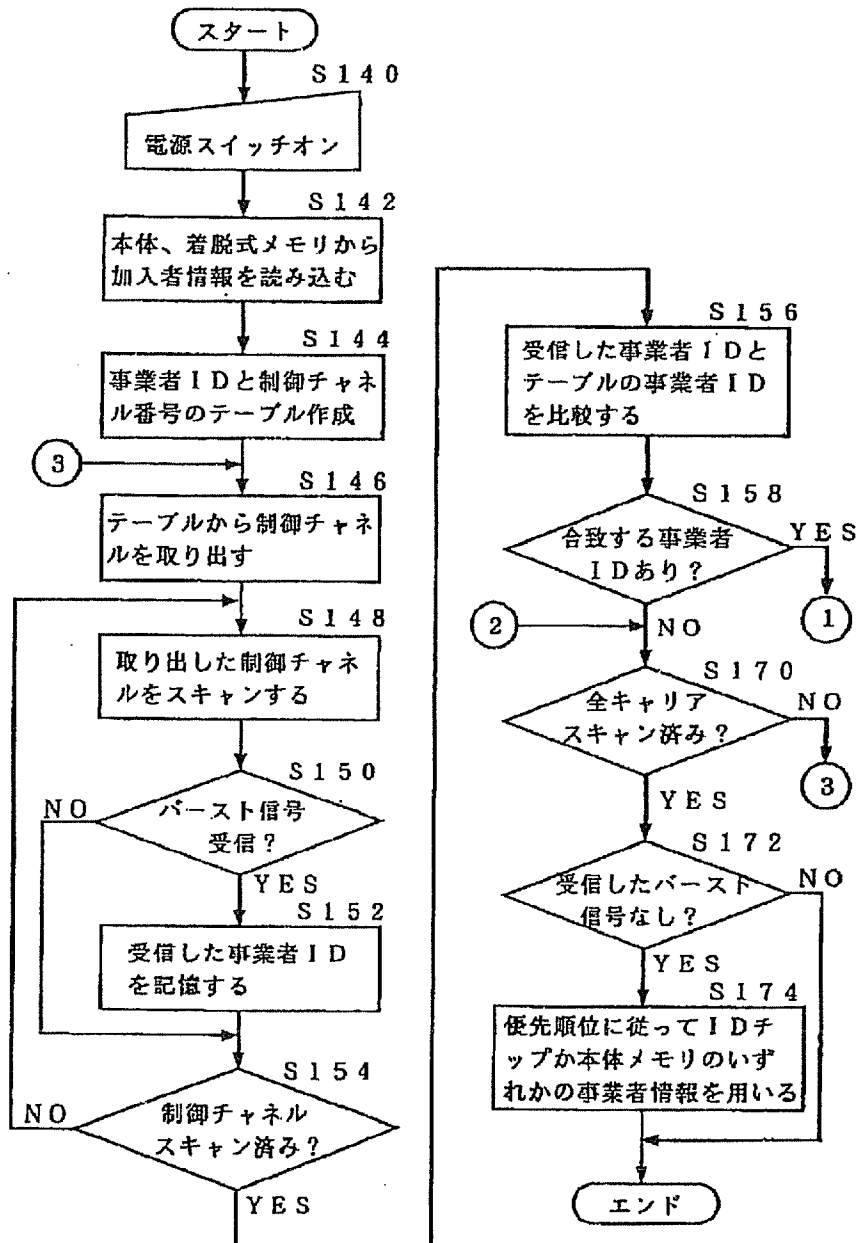 スタート
S140
電源スイッチオン
S142
本体、着脱式メモリから
加入者情報を読み込む
S144
事業者IDと制御チャネ
ル番号のテーブル作成
3
S146
テーブルから制御チャネ
ルを取り出す
S148
取り出した制御チャネ
ルをスキャンする
S150
NO
バースト信号
受信?
YES
S152
受信した事業者ID
を記憶する
S154
NO
制御チャネル
スキャン済み?
YES
S156
受信した事業者IDと
テーブルの事業者ID
を比較する
S158
合致する事業者
IDあり?
YES
1
2
NO
S170
全キャリア
スキャン済み?
NO
3
YES
S172
受信したバースト
信号なし?
NO
YES
S174
優先順位に従ってIDチ
ップか本体メモリのいず
れかの事業者情報を用いる
エンド